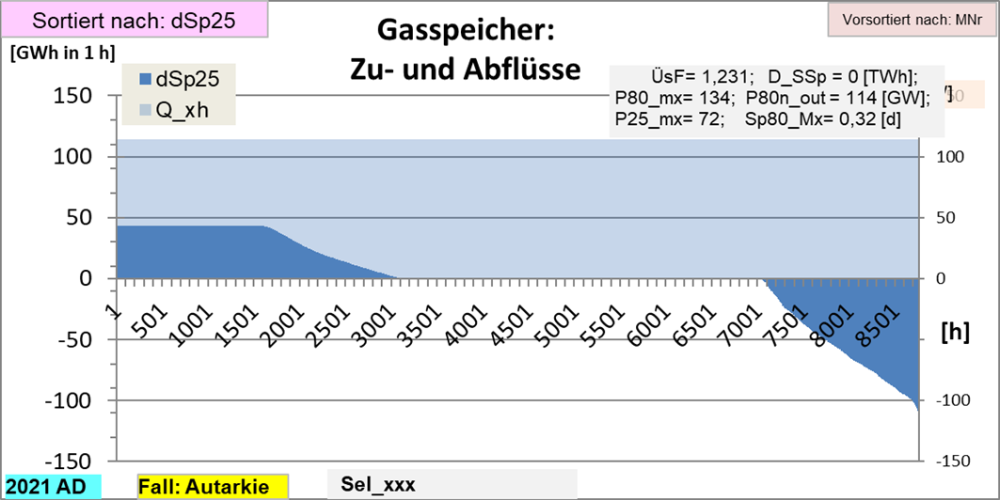 Sortiert nach: dSp25
Gasspeicher:
Zu- und Abflüsse
Vorsortiert nach: MNr
[GWh in 1 h]
dSp25
Q_xh
ÜsF= 1,231; D_SSp = 0 [TWh];
P80_mx= 134; P80n_out = 114 [GW];
P25_mx= 72; Sp80_Mx= 0,32 [d]
150
100
50
0
-50
-100
-150
100
50
0
-50
-100
-150
1 501 1001 1501 2001 2501 3001 3501 4001 4501 5001 5501 6001 6501 7001 7501 8001 8501
[h]
2021 AD
Fall: Autarkie
Sel_xxx